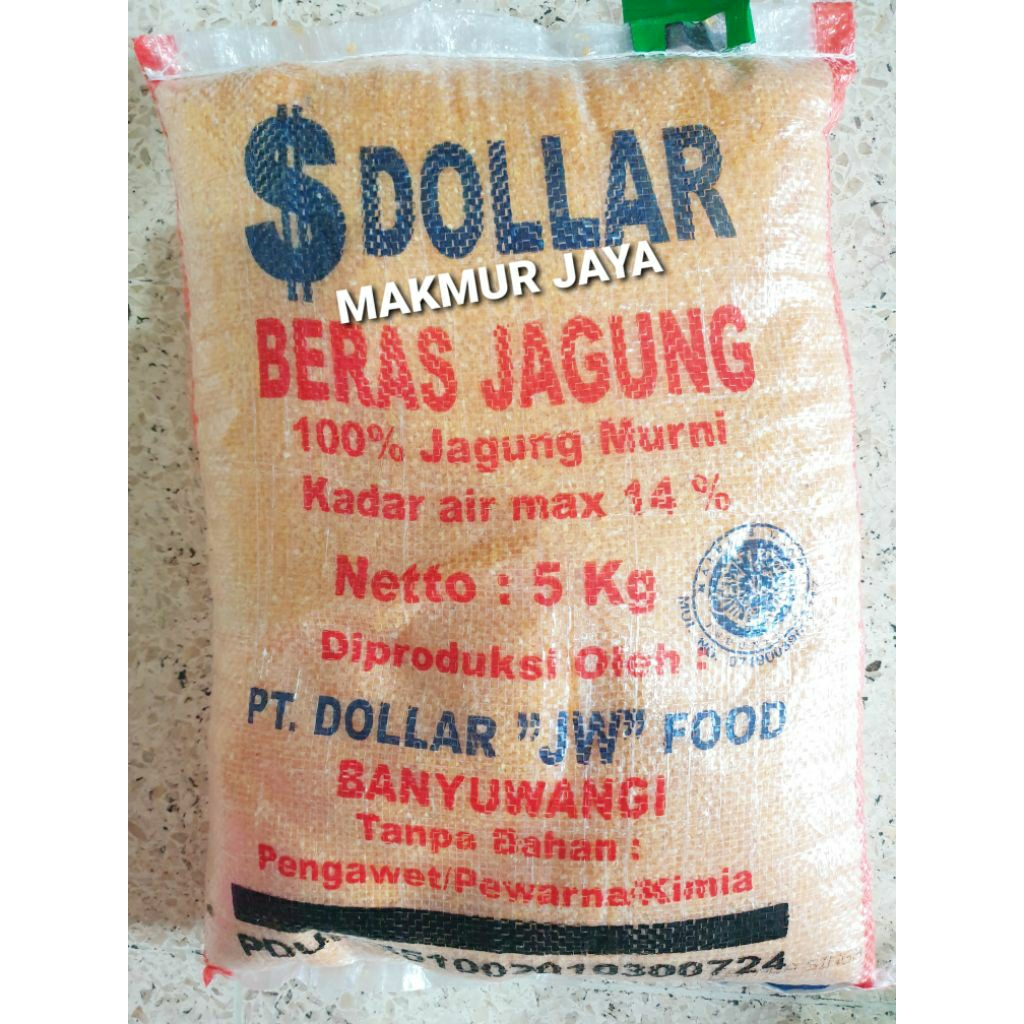 $ DOLLAR
MAKMUR JAYA
BERAS JAGUNG
100% Jagung Murni
Kadar air max 14 %
Netto : 5 Kg
Diproduksi Oleh :
PT. DOLLAR "JW" FOOD
BANYUWANGI
Tanpa Bahan :
Pengawet/Pewarna/Kimia